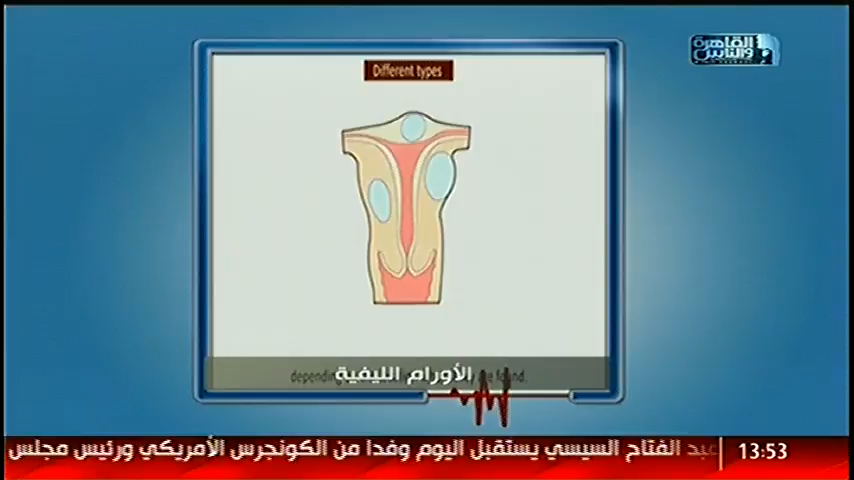 القاهرة
والناس
Different types
الأورام الليفية
depending
found.
عبد الفتاح السيسي يستقبل اليوم وفدا من الكونجرس الأمريكي ورئيس مجلس
13:53